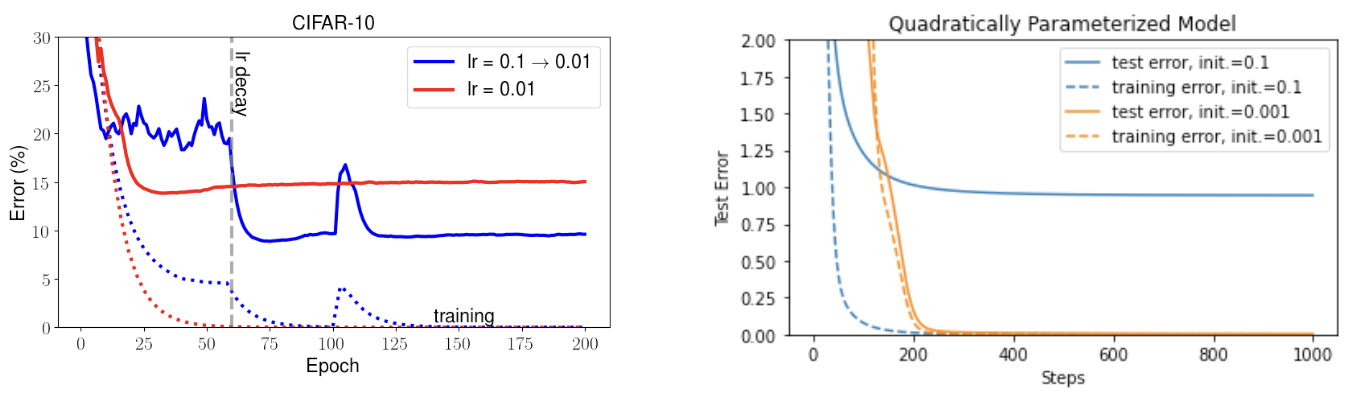 CIFAR-10
30
25
20
15
10
5
0
Error (%)
lr = 0.1 → 0.01
lr = 0.01
lr decay
training
0 25 50 75 100 125 150 175 200
Epoch
Quadratically Parameterized Model
2.00
1.75
1.50
1.25
1.00
0.75
0.50
0.25
0.00
Test Error
test error, init.=0.1
training error, init.=0.1
test error, init.=0.001
training error, init.=0.001
0 200 400 600 800 1000
Steps